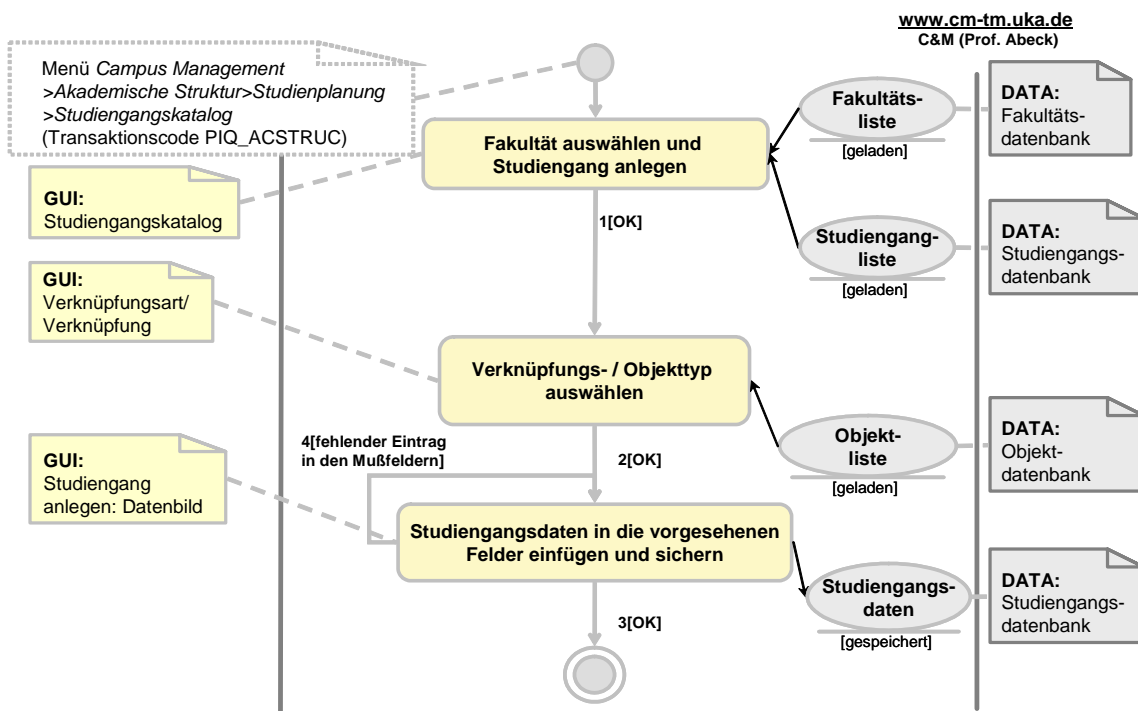 www.cm-tm.uka.de
C&M (Prof. Abeck)
Menü Campus Management
>Akademische Struktur>Studienplanung
>Studiengangskatalog
(Transaktionscode PIQ_ACSTRUC)
Fakultät auswählen und
Studiengang anlegen
Fakultäts-
liste
[geladen]
DATA:
Fakultäts-
datenbank
GUI:
Studiengangskatalog
1[OK]
Studiengang-
liste
[geladen]
DATA:
Studiengangs-
datenbank
GUI:
Verknüpfungsart/
Verknüpfung
Verknüpfungs- / Objekttyp
auswählen
4[fehlender Eintrag
in den Mußfeldern]
2[OK]
Objekt-
liste
[geladen]
DATA:
Objekt-
datenbank
GUI:
Studiengang
anlegen: Datenbild
Studiengangsdaten in die vorgesehenen
Felder einfügen und sichern
Studiengangs-
daten
[gespeichert]
DATA:
Studiengangs-
datenbank
3[OK]